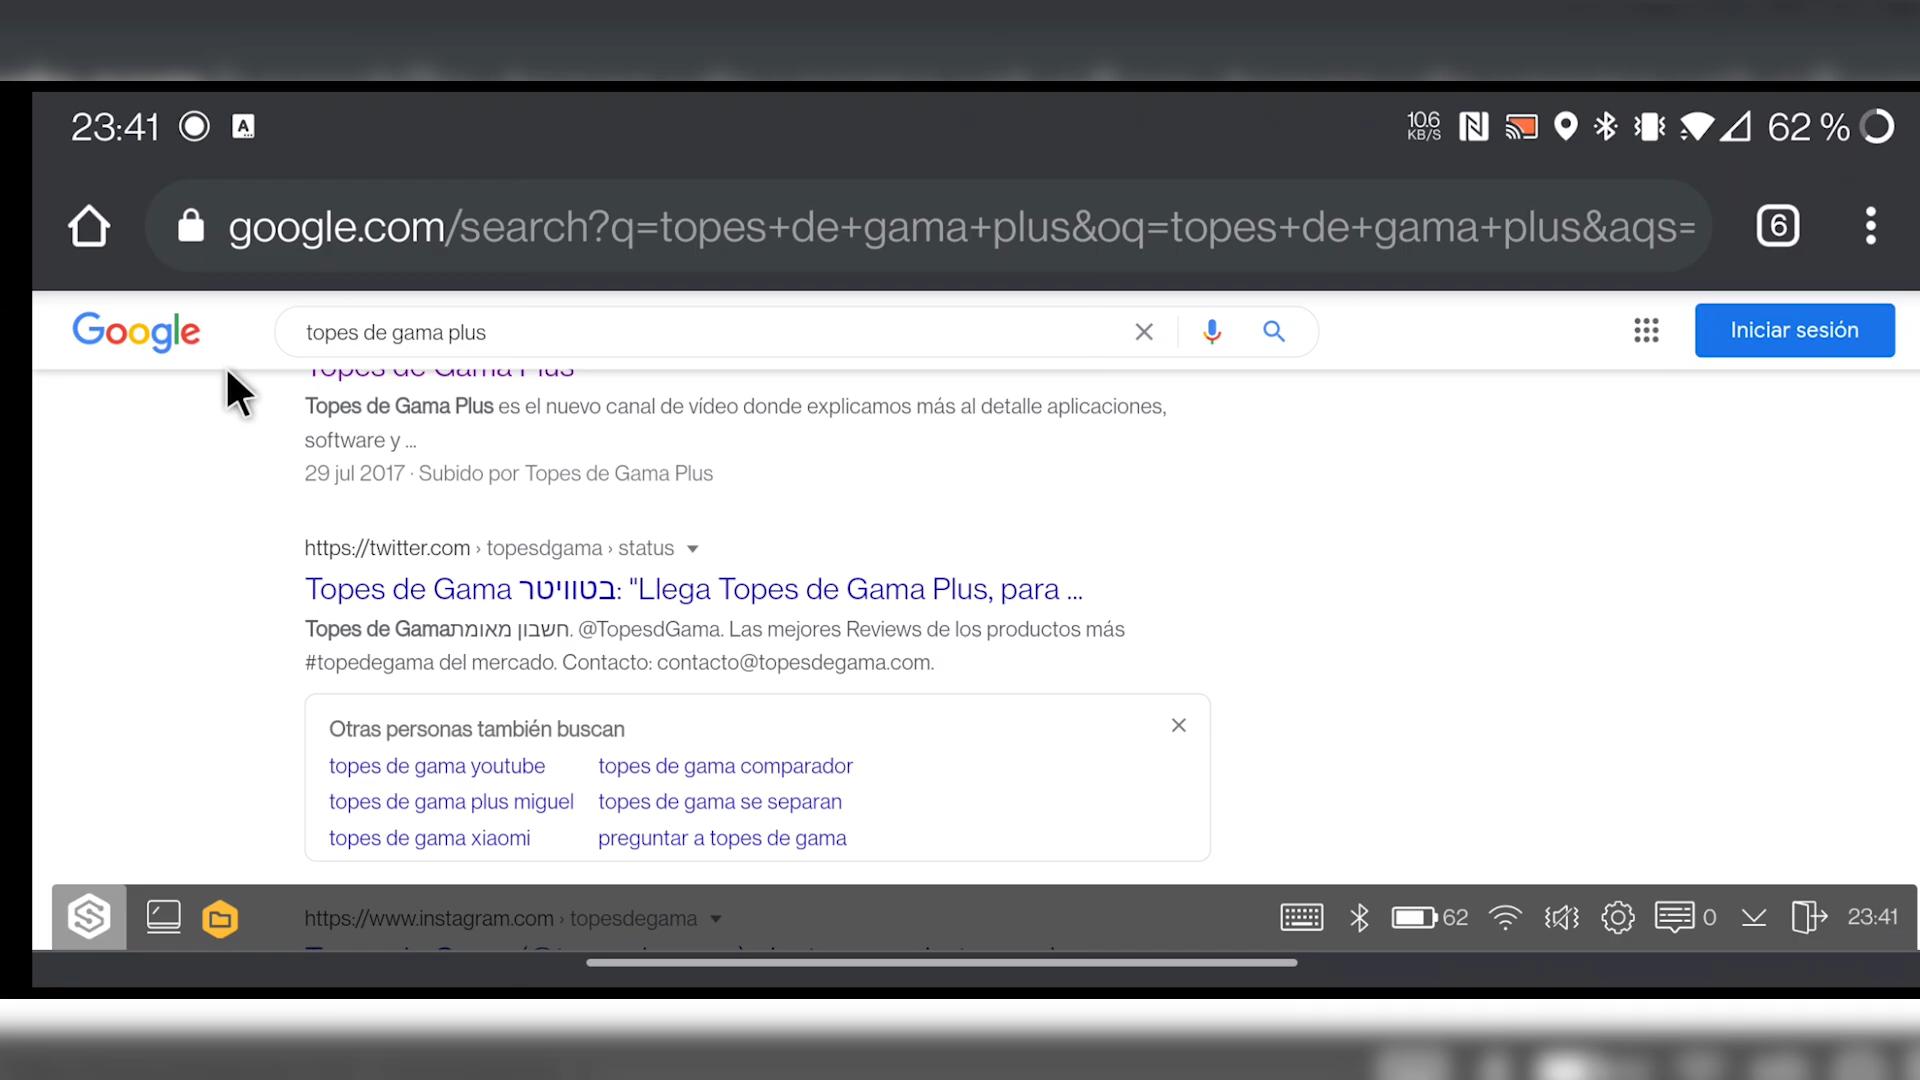 23:41
A
10.6
KB/S
62 %
google.com/search?q=topes+de+gama+plus&oq=topes+de+gama+plus&aqs=
6
Google
topes de gama plus
Iniciar sesión
Topes de Gama Plus
Topes de Gama Plus es el nuevo canal de vídeo donde explicamos más al detalle aplicaciones,
software y ...
29 jul 2017 · Subido por Topes de Gama Plus
https://twitter.com › topesdgama › status
Topes de Gama בטוויטר: "Llega Topes de Gama Plus, para ...
Topes de Gamaחשבון מאומת. @TopesdGama. Las mejores Reviews de los productos más
#topedegama del mercado. Contacto: contacto@topesdegama.com.
Otras personas también buscan
topes de gama youtube
topes de gama comparador
topes de gama plus miguel
topes de gama se separan
topes de gama xiaomi
preguntar a topes de gama
https://www.instagram.com › topesdegama
62
0
23:41